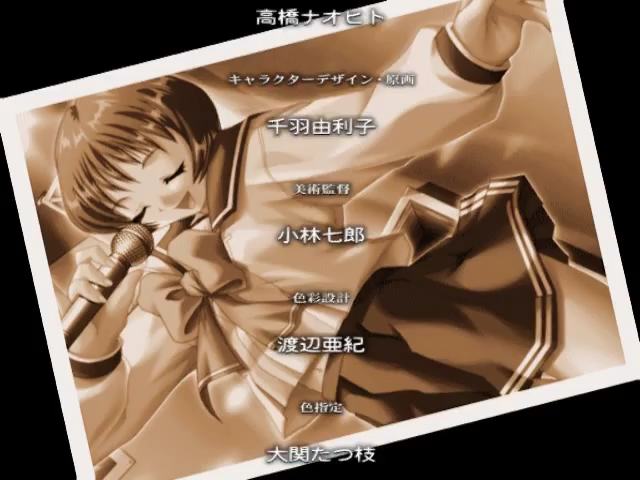 高橋ナオヒト
キャラクターデザイン・原画
千羽由利子
美術監督
小林七郎
色彩設計
渡辺亜紀
色指定
大関たつ枝